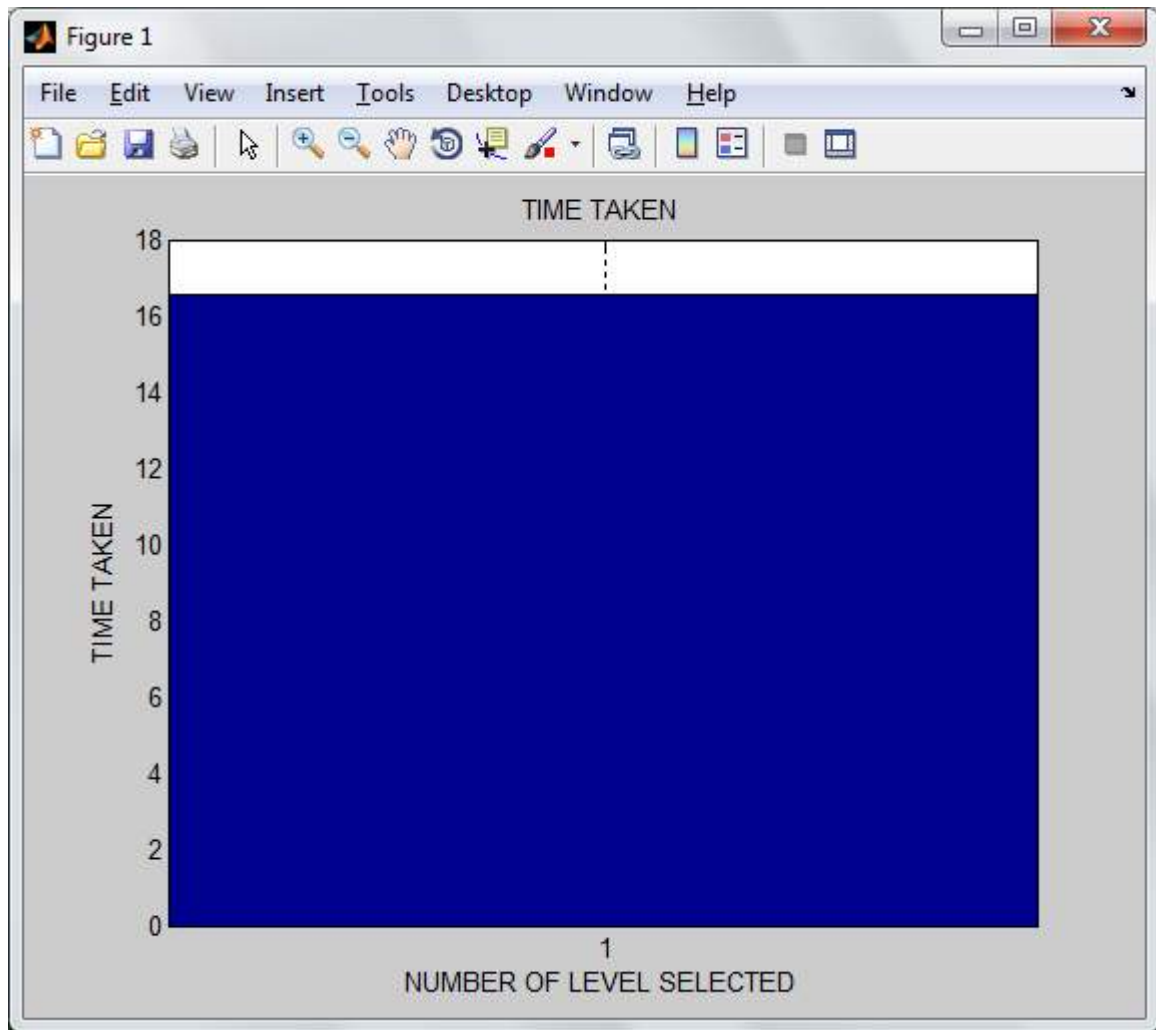 Figure 1
File Edit View Insert Tools Desktop Window Help
TIME TAKEN
18
16
14
12
10
8
6
4
2
0
TIME TAKEN
1
NUMBER OF LEVEL SELECTED